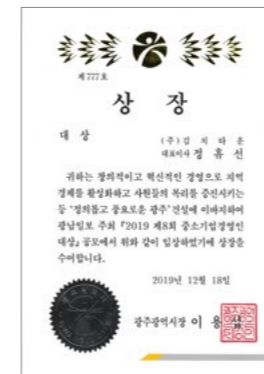 제 777 호
상 장
대 상
(주)김치타운
대표이사 정 흠 선
귀하는 창의적이고 혁신적인 경영으로 지역
경제를 활성화하고 사원들의 복리를 증진시키는
등 "정의롭고 풍요로운 광주"건설에 이바지하여
광남일보 주최 『2019 제8회 중소기업경영인
대상』공모에서 위와 같이 입상하였기에 상장을
수여합니다.
2019년 12월 18일
광주광역시장 이 용